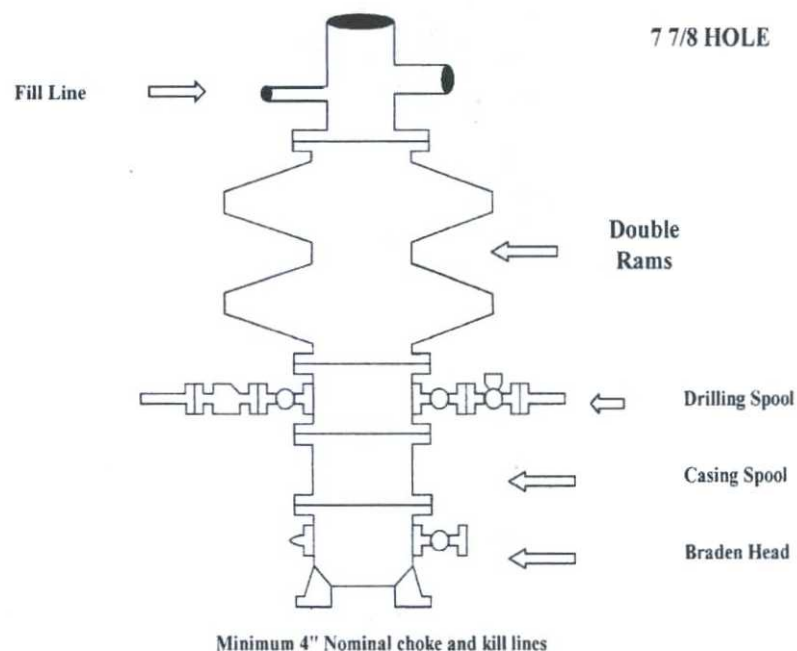 7 7/8 HOLE
Fill Line
Double
Rams
Drilling Spool
Casing Spool
Braden Head
Minimum 4" Nominal choke and kill lines